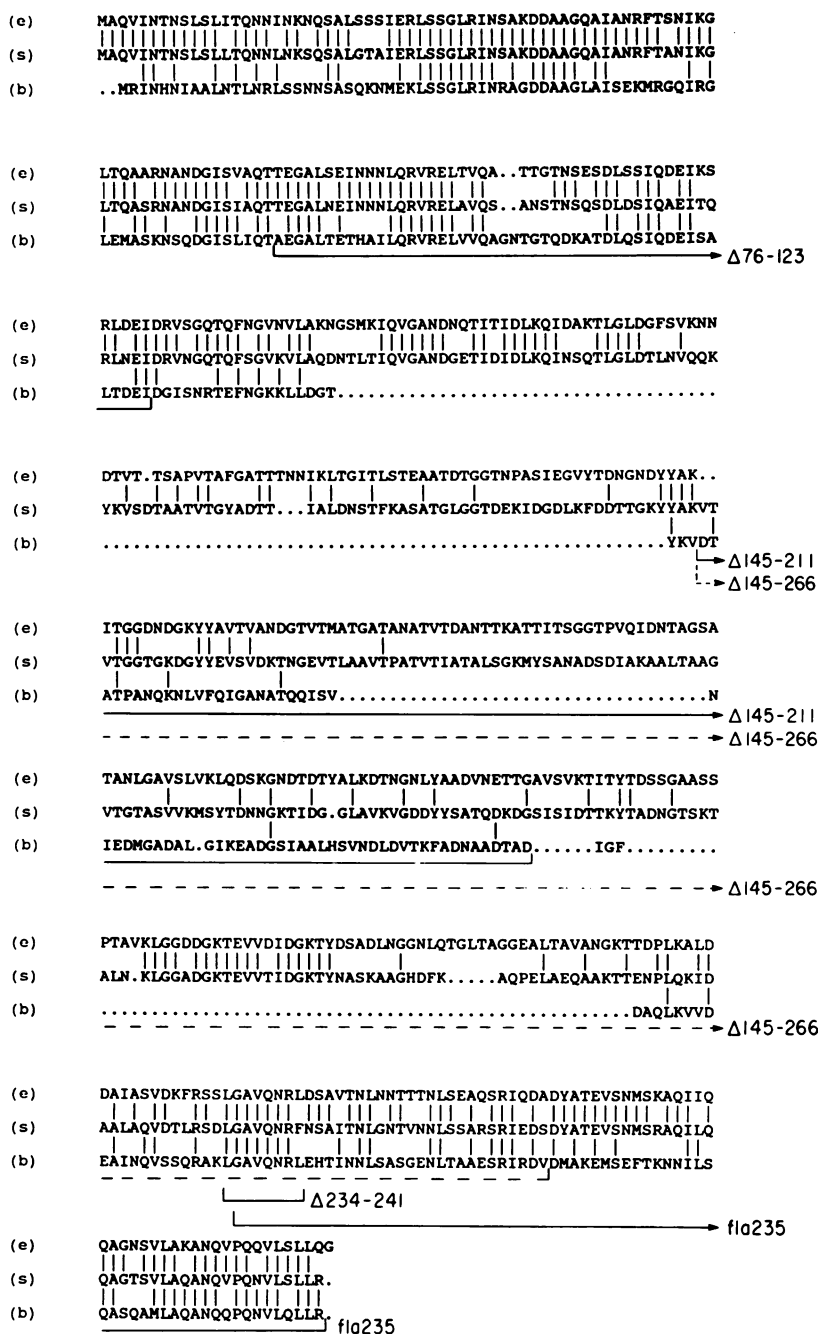 (e) MAQVINTNSLSLITQNNINKNQSALSSSIERLSSGLRINSAKDDAAGQAIANRFTSNIKG
(s) MAQVINTNSLSLLTQNNLNKSQSALGTAIERLSSGLRINSAKDDAAGQAIANRFTANIKG
(b) ..MRINHNIAALNTLNRLSSNNSASQKNMEKLSSGLRINRAGDDAAGLAISEKMRGQIRG
(e) LTQAARNANDGISVAQTTEGALSEINNNLQRVRELTVQA..TTGTNSESDLSSIQDEIKS
(s) LTQASRNANDGISIAQTTEGALNEINNNLQRVRELAVQS..ANSTNSQSDLDSIQAEITQ
(b) LEMASKNSQDGISLIQTAEGALTETHAILQRVRELVVQAGNTGTQDKATDLQSIQDEISA
Δ76-123
(e) RLDEIDRVSGQTQFNGVNVLAKNGSMKIQVGANDNQTITIDLKQIDAKTLGLDGFSVKNN
(s) RLNEIDRVNGQTQFSGVKVLAQDNTLTIQVGANDGETIDIDLKQINSQTLGLDTLNVQQK
(b) LTDEIDGISNRTEFNGKKLLDGT.....................................
(e) DTVT.TSAPVTAFGATTTNNIKLTGITLSTEAATDTGGTNPASIEGVYTDNGNDYYAK..
(s) YKVSDTAATVTGYADTT...IALDNSTFKASATGLGGTDEKIDGDLKFDDTTGKYYAKVT
(b) .......................................................YKVDT
Δ145-211
Δ145-266
(e) ITGGDNDGKYYAVTVANDGTVTMATGATANATVTDANTTKATTITSGGTPVQIDNTAGSA
(s) VTGGTGKDGYYEVSVDKTNGEVTLAAVTPATVTIATALSGKMYSANADSDIAKAALTAAG
(b) ATPANQKNLVFQIGANATQQISV....................................N
Δ145-211
Δ145-266
(e) TANLGAVSLVKLQDSKGNDTDTYALKDTNGNLYAADVNETTGAVSVKTITYTDSSGAASS
(s) VTGTASVVKMSYTDNNGKTIDG.GLAVKVGDDYYSATQDKDGSISIDTTKYTADNGTSKT
(b) IEDMGADAL.GIKEADGSIAALHSVNDLDVTKFADNAADTAD......IGF.........
Δ145-266
(e) PTAVKLGGDDGKTEVVDIDGKTYDSADLNGGNLQTGLTAGGEALTAVANGKTTDPLKALD
(s) ALN.KLGGADGKTEVVTIDGKTYNASKAAGHDFK.....AQPELAEQAAKTTENPLQKID
(b) ....................................................DAQLKVVD
Δ145-266
(e) DAIASVDKFRSSLGAVQNRLDSAVTNLNNTTTNLSEAQSRIQDADYATEVSNMSKAQIIQ
(s) AALAQVDTLRSDLGAVQNRFNSAITNLGNTVNNLSSARSRIEDSDYATEVSNMSRAQILQ
(b) EAINQVSSQRAKLGAVQNRLEHTINNLSASGENLTAAESRIRDVDMAKEMSEFTKNNILS
Δ234-241
fla235
(e) QAGNSVLAKANQVPQQVLSLLQG
(s) QAGTSVLAQANQVPQNVLSLLR.
(b) QASQAMLAQANQQPQNVLQLLR.
fla235